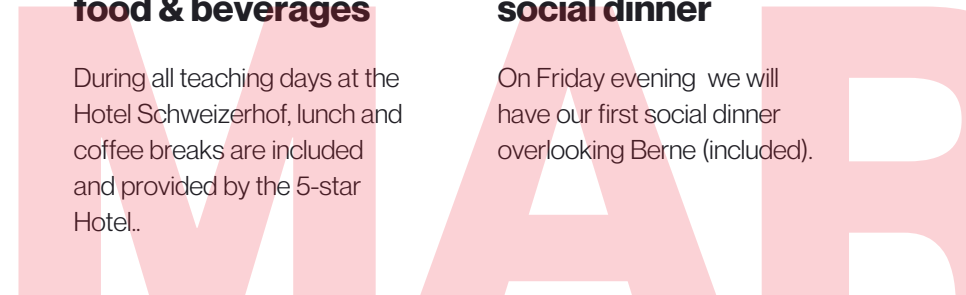 food & beverages
During all teaching days at the
Hotel Schweizerhof, lunch and
coffee breaks are included
and provided by the 5-star
Hotel..
social dinner
On Friday evening  we will
have our first social dinner
overlooking Berne (included).
MAR